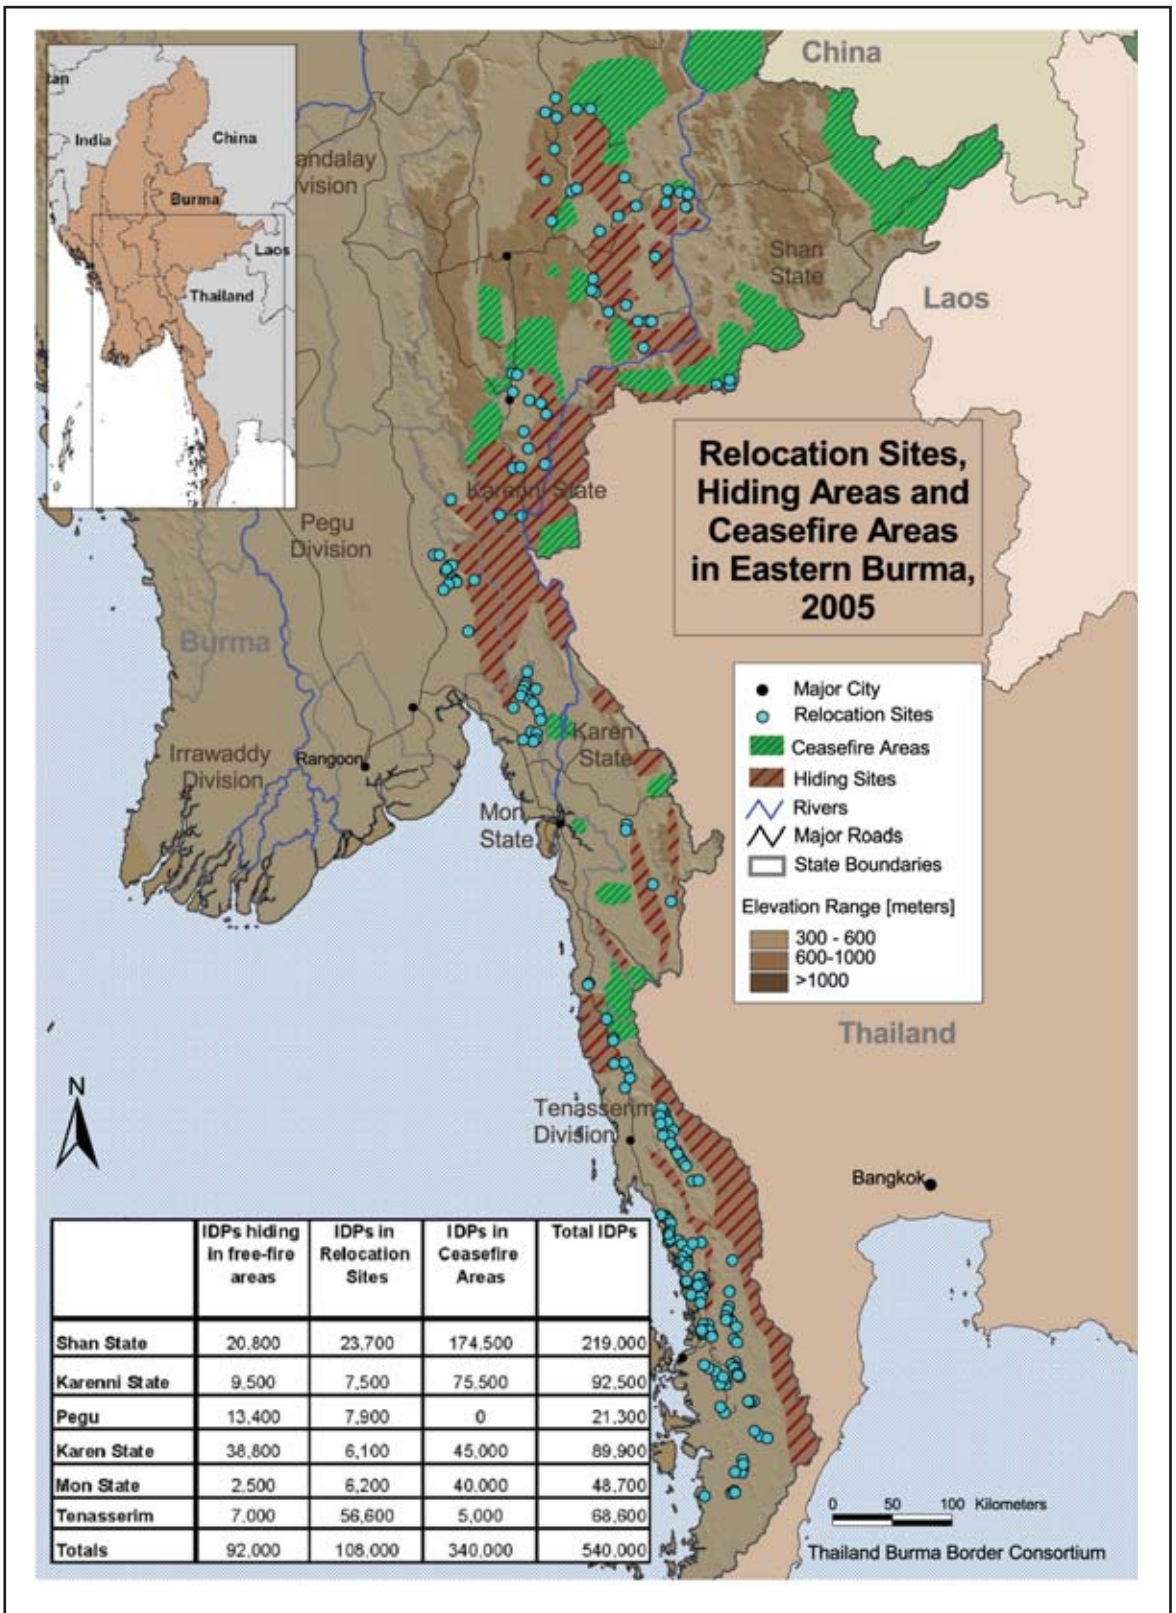 China
tan
India
China
andalay
vision
Burma
Laos
Thailand
Shan
State
Laos
Relocation Sites,
Hiding Areas and
Ceasefire Areas
in Eastern Burma,
2005
Karenni State
Pegu
Division
Burma
Major City
Relocation Sites
Ceasefire Areas
Hiding Sites
Rivers
Major Roads
State Boundaries
Elevation Range [meters]
300 - 600
600-1000
>1000
Karen
State
Irrawaddy
Division
Rangoon
Mon
State
Thailand
N
Tenasserim
Division
Bangkok
IDPs hiding in free-fire areas IDPs in Relocation Sites IDPs in Ceasefire Areas Total IDPs
Shan State 20,800 23,700 174,500 219,000
Karenni State 9,500 7,500 75,500 92,500
Pegu 13,400 7,900 0 21,300
Karen State 38,800 6,100 45,000 89,900
Mon State 2,500 6,200 40,000 48,700
Tenasserim 7,000 56,600 5,000 68,600
Totals 92,000 108,000 340,000 540,000
0 50 100 Kilometers
Thailand Burma Border Consortium